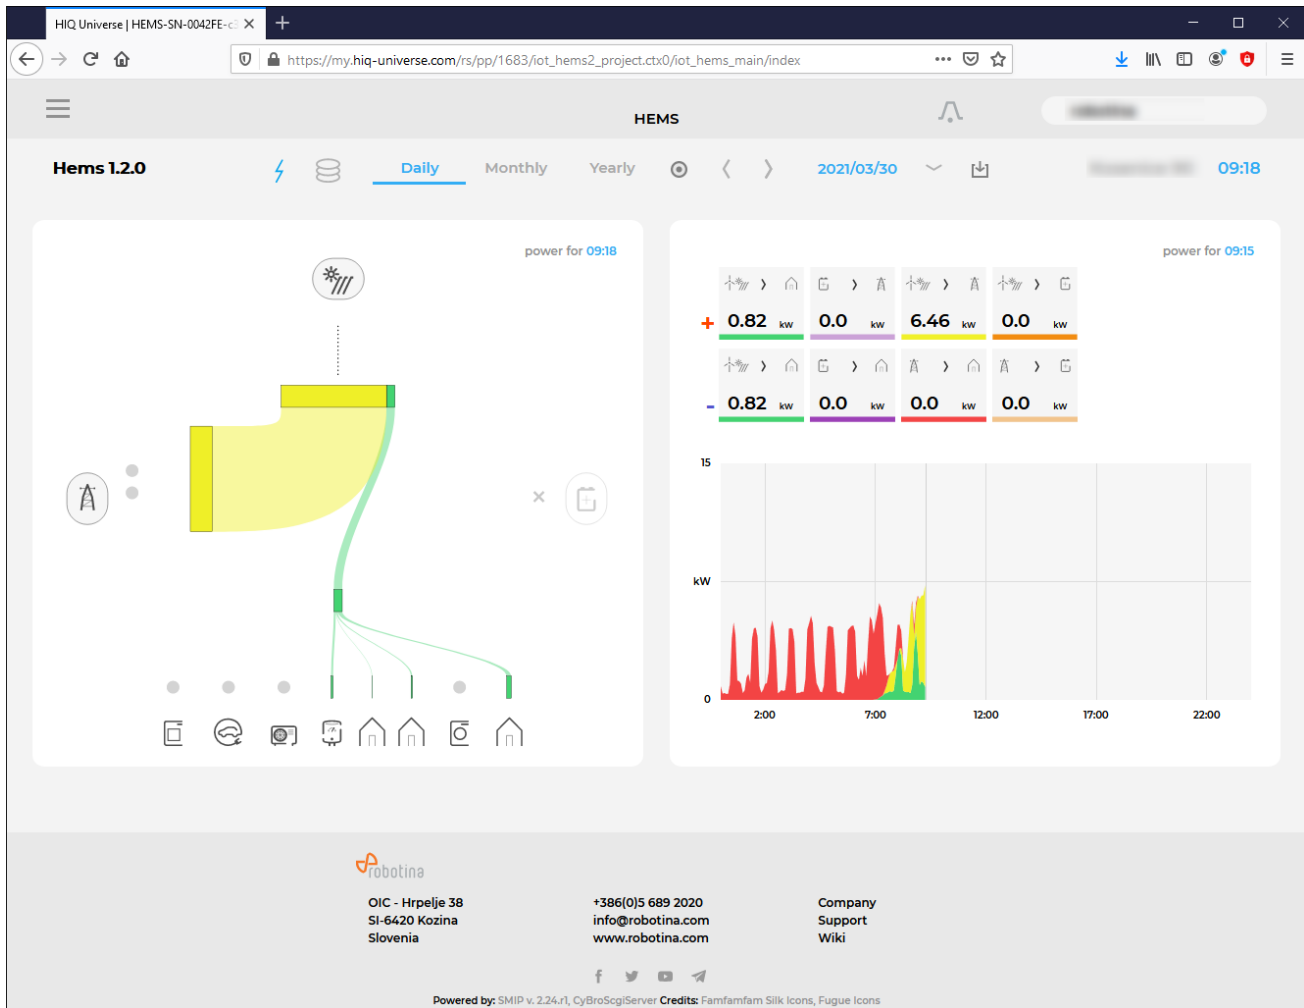 HIQ Universe | HEMS-SN-0042FE-c3
https://my.hiq-universe.com/rs/pp/1683/iot_hems2_project.ctx0/iot_hems_main/index
HEMS
Hems 1.2.0 Daily Monthly Yearly 2021/03/30 09:18
power for 09:18
power for 09:15
+ 0.82 kW 0.0 kW 6.46 kW 0.0 kW
- 0.82 kW 0.0 kW 0.0 kW 0.0 kW
15
kW
0
2:00 7:00 12:00 17:00 22:00
robotina
OIC - Hrpelje 38 +386(0)5 689 2020 Company
SI-6420 Kozina info@robotina.com Support
Slovenia www.robotina.com Wiki
Powered by: SMIP v. 2.24.r1, CyBroScgiServer Credits: Famfamfam Silk Icons, Fugue Icons